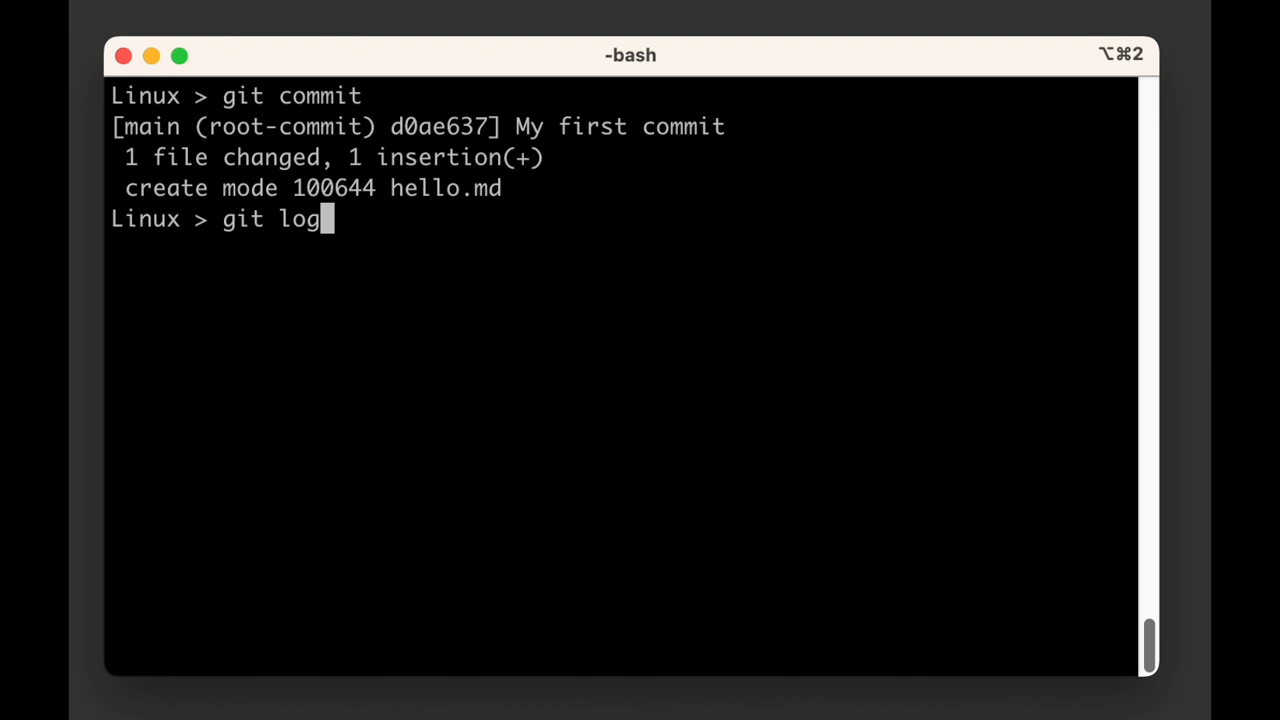 -bash
⌥⌘2
Linux > git commit
[main (root-commit) d0ae637] My first commit
 1 file changed, 1 insertion(+)
 create mode 100644 hello.md
Linux > git log